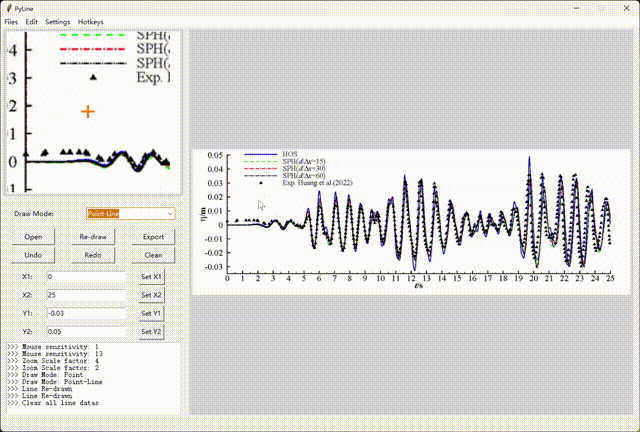 PyLine
Files Edit Settings Hotkeys
SPH(
4
SPH(
SPH(
3
Exp. 
2
1
0
1
Draw Mode: Point-Line
Open Re-draw Export
Undo Redo Clean
X1: 0 Set X1
X2: 25 Set X2
Y1: -0.03 Set Y1
Y2: 0.05 Set Y2
>>> Mouse sensitivity: 1
>>> Mouse sensitivity: 13
>>> Zoom Scale factor: 4
>>> Zoom Scale factor: 2
>>> Draw Mode: Point
>>> Draw Mode: Point-Line
>>> Line Re-drawn
>>> Line Re-drawn
>>> Clear all line datas
0.05
0.04
0.03
0.02
0.01
0
-0.01
-0.02
-0.03
η/m
HOS
SPH(d/Δx=15)
SPH(d/Δx=30)
SPH(d/Δx=60)
Exp. Huang et al.(2022)
0 1 2 3 4 5 6 7 8 9 10 11 12 13 14 15 16 17 18 19 20 21 22 23 24 25
t/s